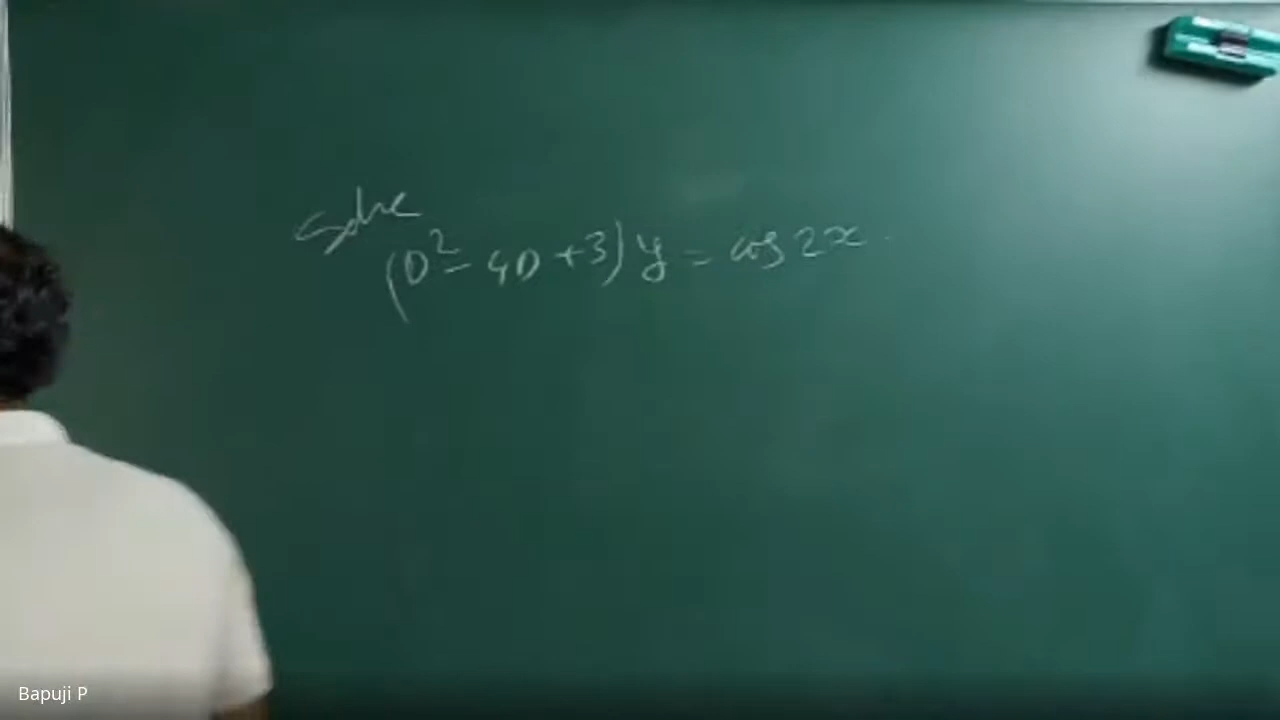 Solve
(D² - 4D + 3) y = cos 2x.
Bapuji P